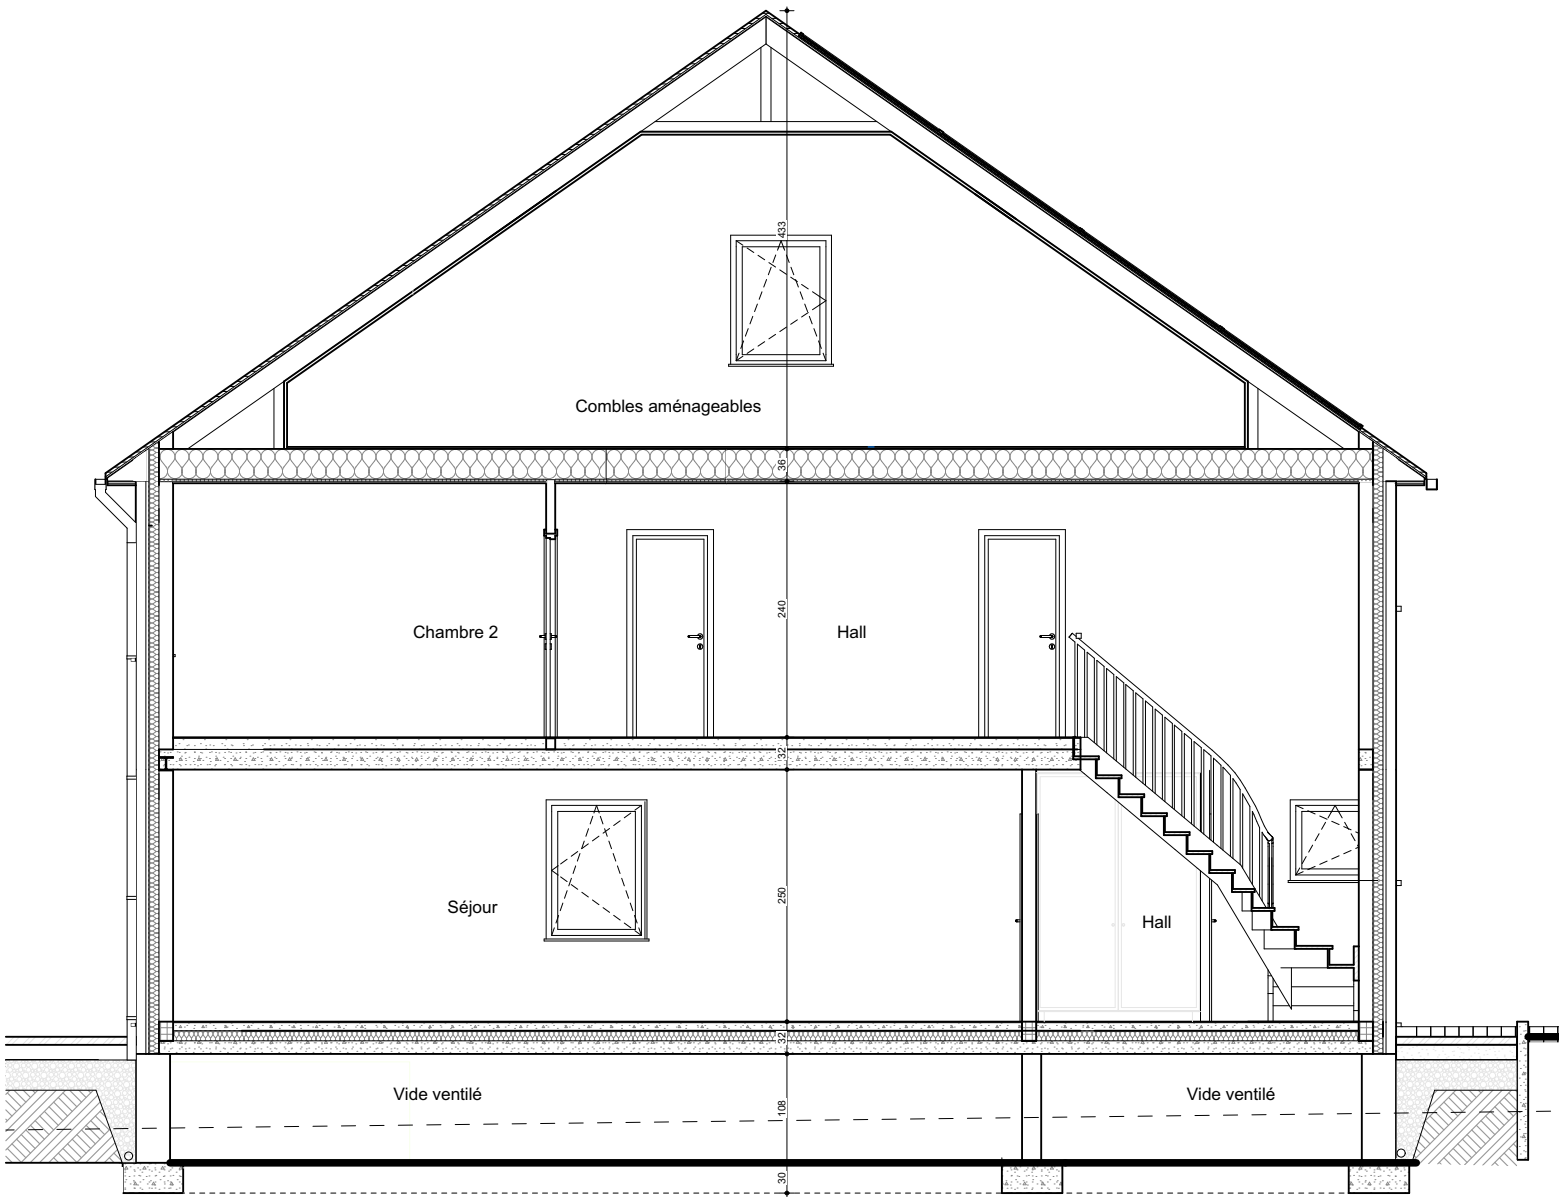 433
Combles aménageables
36
240
Chambre 2
Hall
32
250
Séjour
Hall
32
Vide ventilé
Vide ventilé
108
30